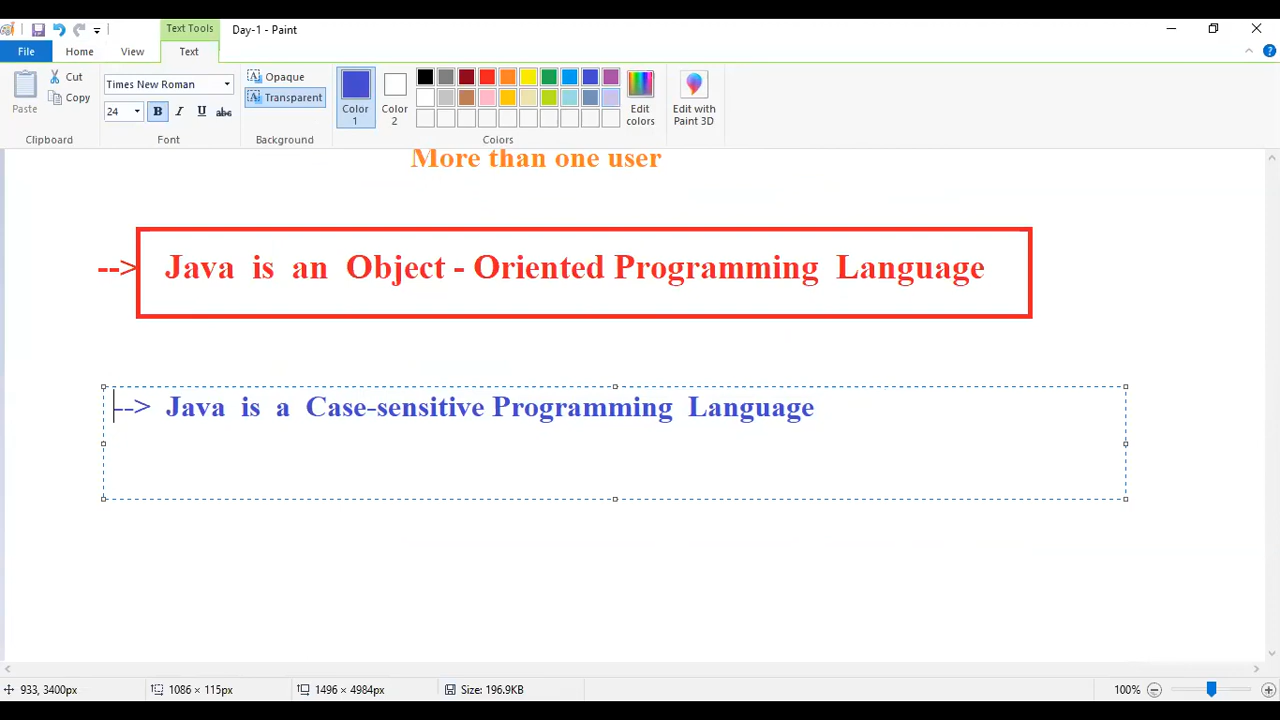 Text Tools
Day-1 - Paint
File
Home
View
Text
Paste
Cut
Copy
Clipboard
Times New Roman
24
B
I
U
abc
Font
Opaque
Transparent
Background
Color
1
Color
2
Edit
colors
Colors
Edit with
Paint 3D
More than one user
--> Java is an Object - Oriented Programming Language
--> Java is a Case-sensitive Programming Language
933, 3400px
1086 × 115px
1496 × 4984px
Size: 196.9KB
100%